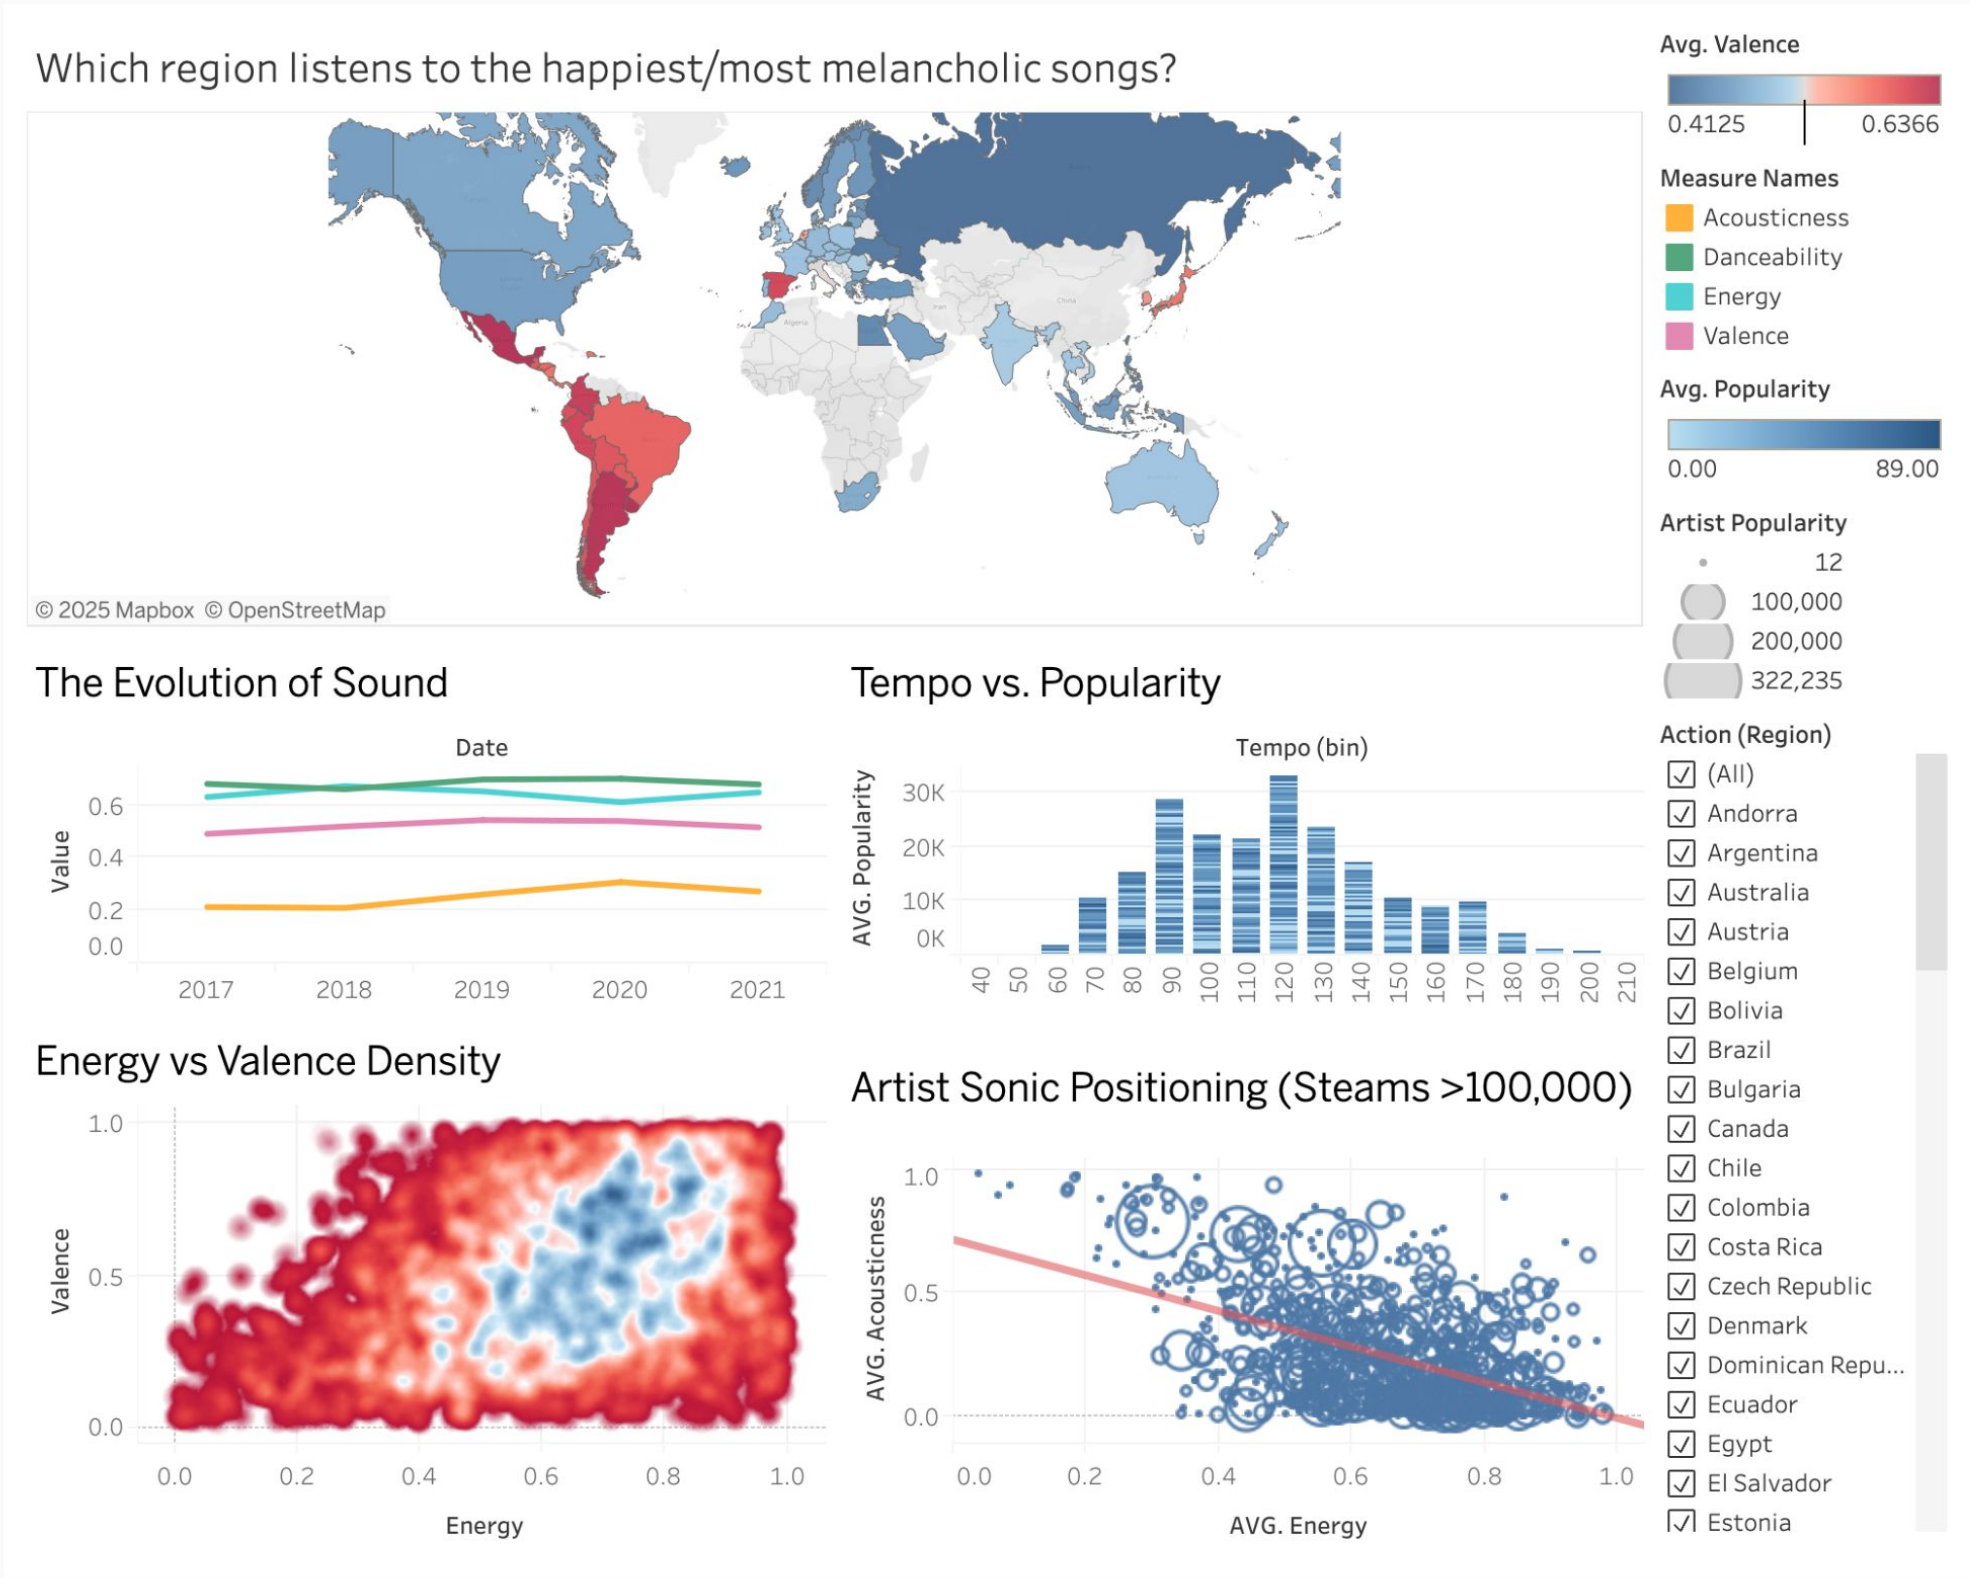 Which region listens to the happiest/most melancholic songs?
Algeria
Iran
China
© 2025 Mapbox © OpenStreetMap
Avg. Valence
0.4125 0.6366
Measure Names
Acousticness
Danceability
Energy
Valence
Avg. Popularity
0.00 89.00
Artist Popularity
12
100,000
200,000
322,235
Action (Region)
(All)
Andorra
Argentina
Australia
Austria
Belgium
Bolivia
Brazil
Bulgaria
Canada
Chile
Colombia
Costa Rica
Czech Republic
Denmark
Dominican Repu...
Ecuador
Egypt
El Salvador
Estonia
The Evolution of Sound
Date
Value
0.6
0.4
0.2
0.0
2017 2018 2019 2020 2021
Tempo vs. Popularity
Tempo (bin)
AVG. Popularity
30K
20K
10K
0K
40 50 60 70 80 90 100 110 120 130 140 150 160 170 180 190 200 210
Energy vs Valence Density
Valence
1.0
0.5
0.0
0.0 0.2 0.4 0.6 0.8 1.0
Energy
Artist Sonic Positioning (Steams >100,000)
AVG. Acousticness
1.0
0.5
0.0
0.0 0.2 0.4 0.6 0.8 1.0
AVG. Energy